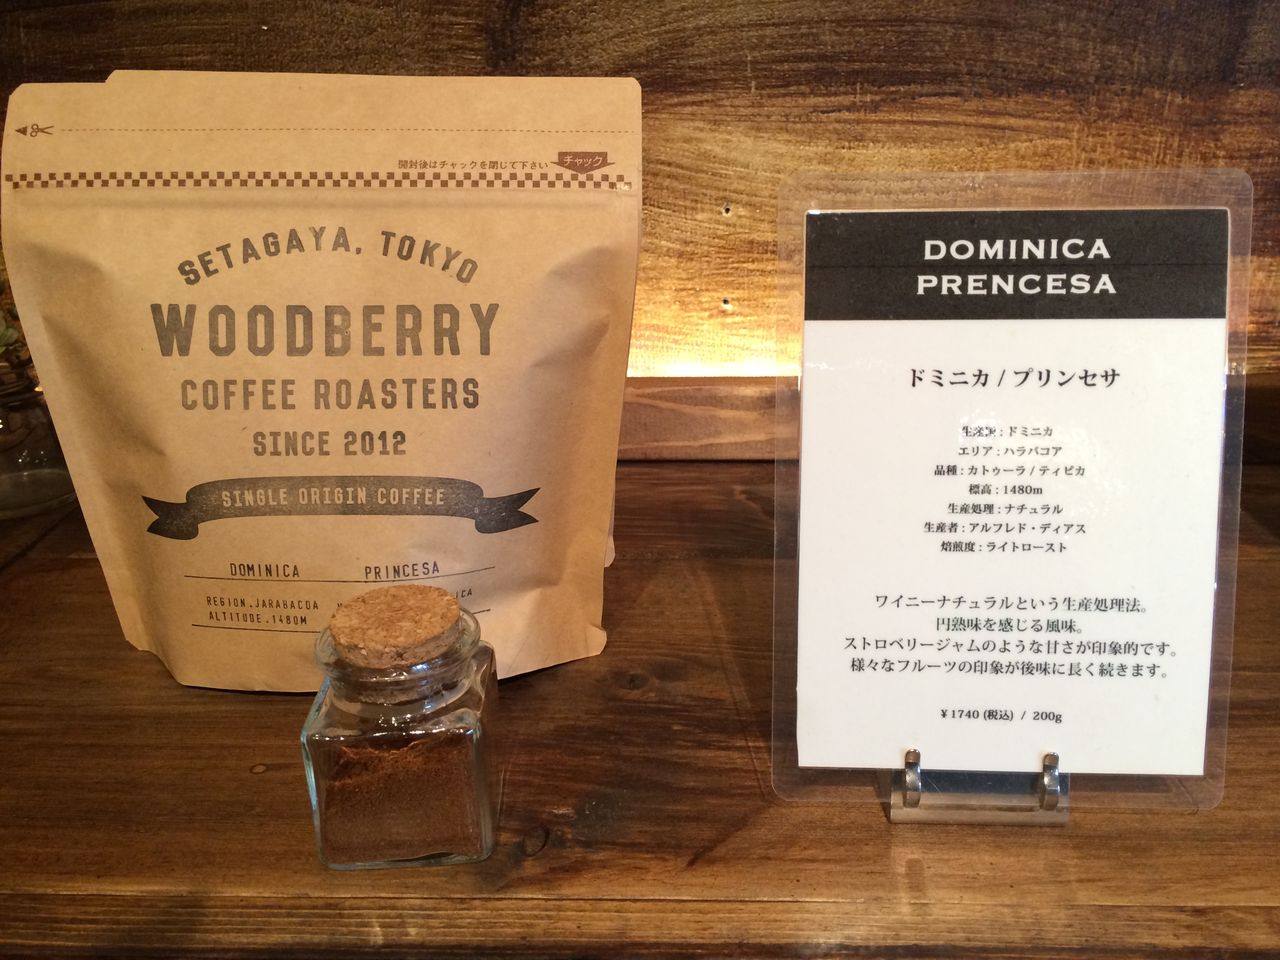 開封後はチャックを閉じて下さい チャック
SETAGAYA, TOKYO
WOODBERRY
COFFEE ROASTERS
SINCE 2012
SINGLE ORIGIN COFFEE
DOMINICA PRINCESA
REGION.JARABACOA
ALTITUDE.1480M
DOMINICA
PRENCESA
ドミニカ / プリンセサ
生産国 : ドミニカ
エリア : ハラバコア
品種 : カトゥーラ / ティピカ
標高 : 1480m
生産処理 : ナチュラル
生産者 : アルフレド・ディアス
焙煎度 : ライトロースト
ワイニーナチュラルという生産処理法。
円熟味を感じる風味。
ストロベリージャムのような甘さが印象的です。
様々なフルーツの印象が後味に長く続きます。
¥1740 (税込) / 200g